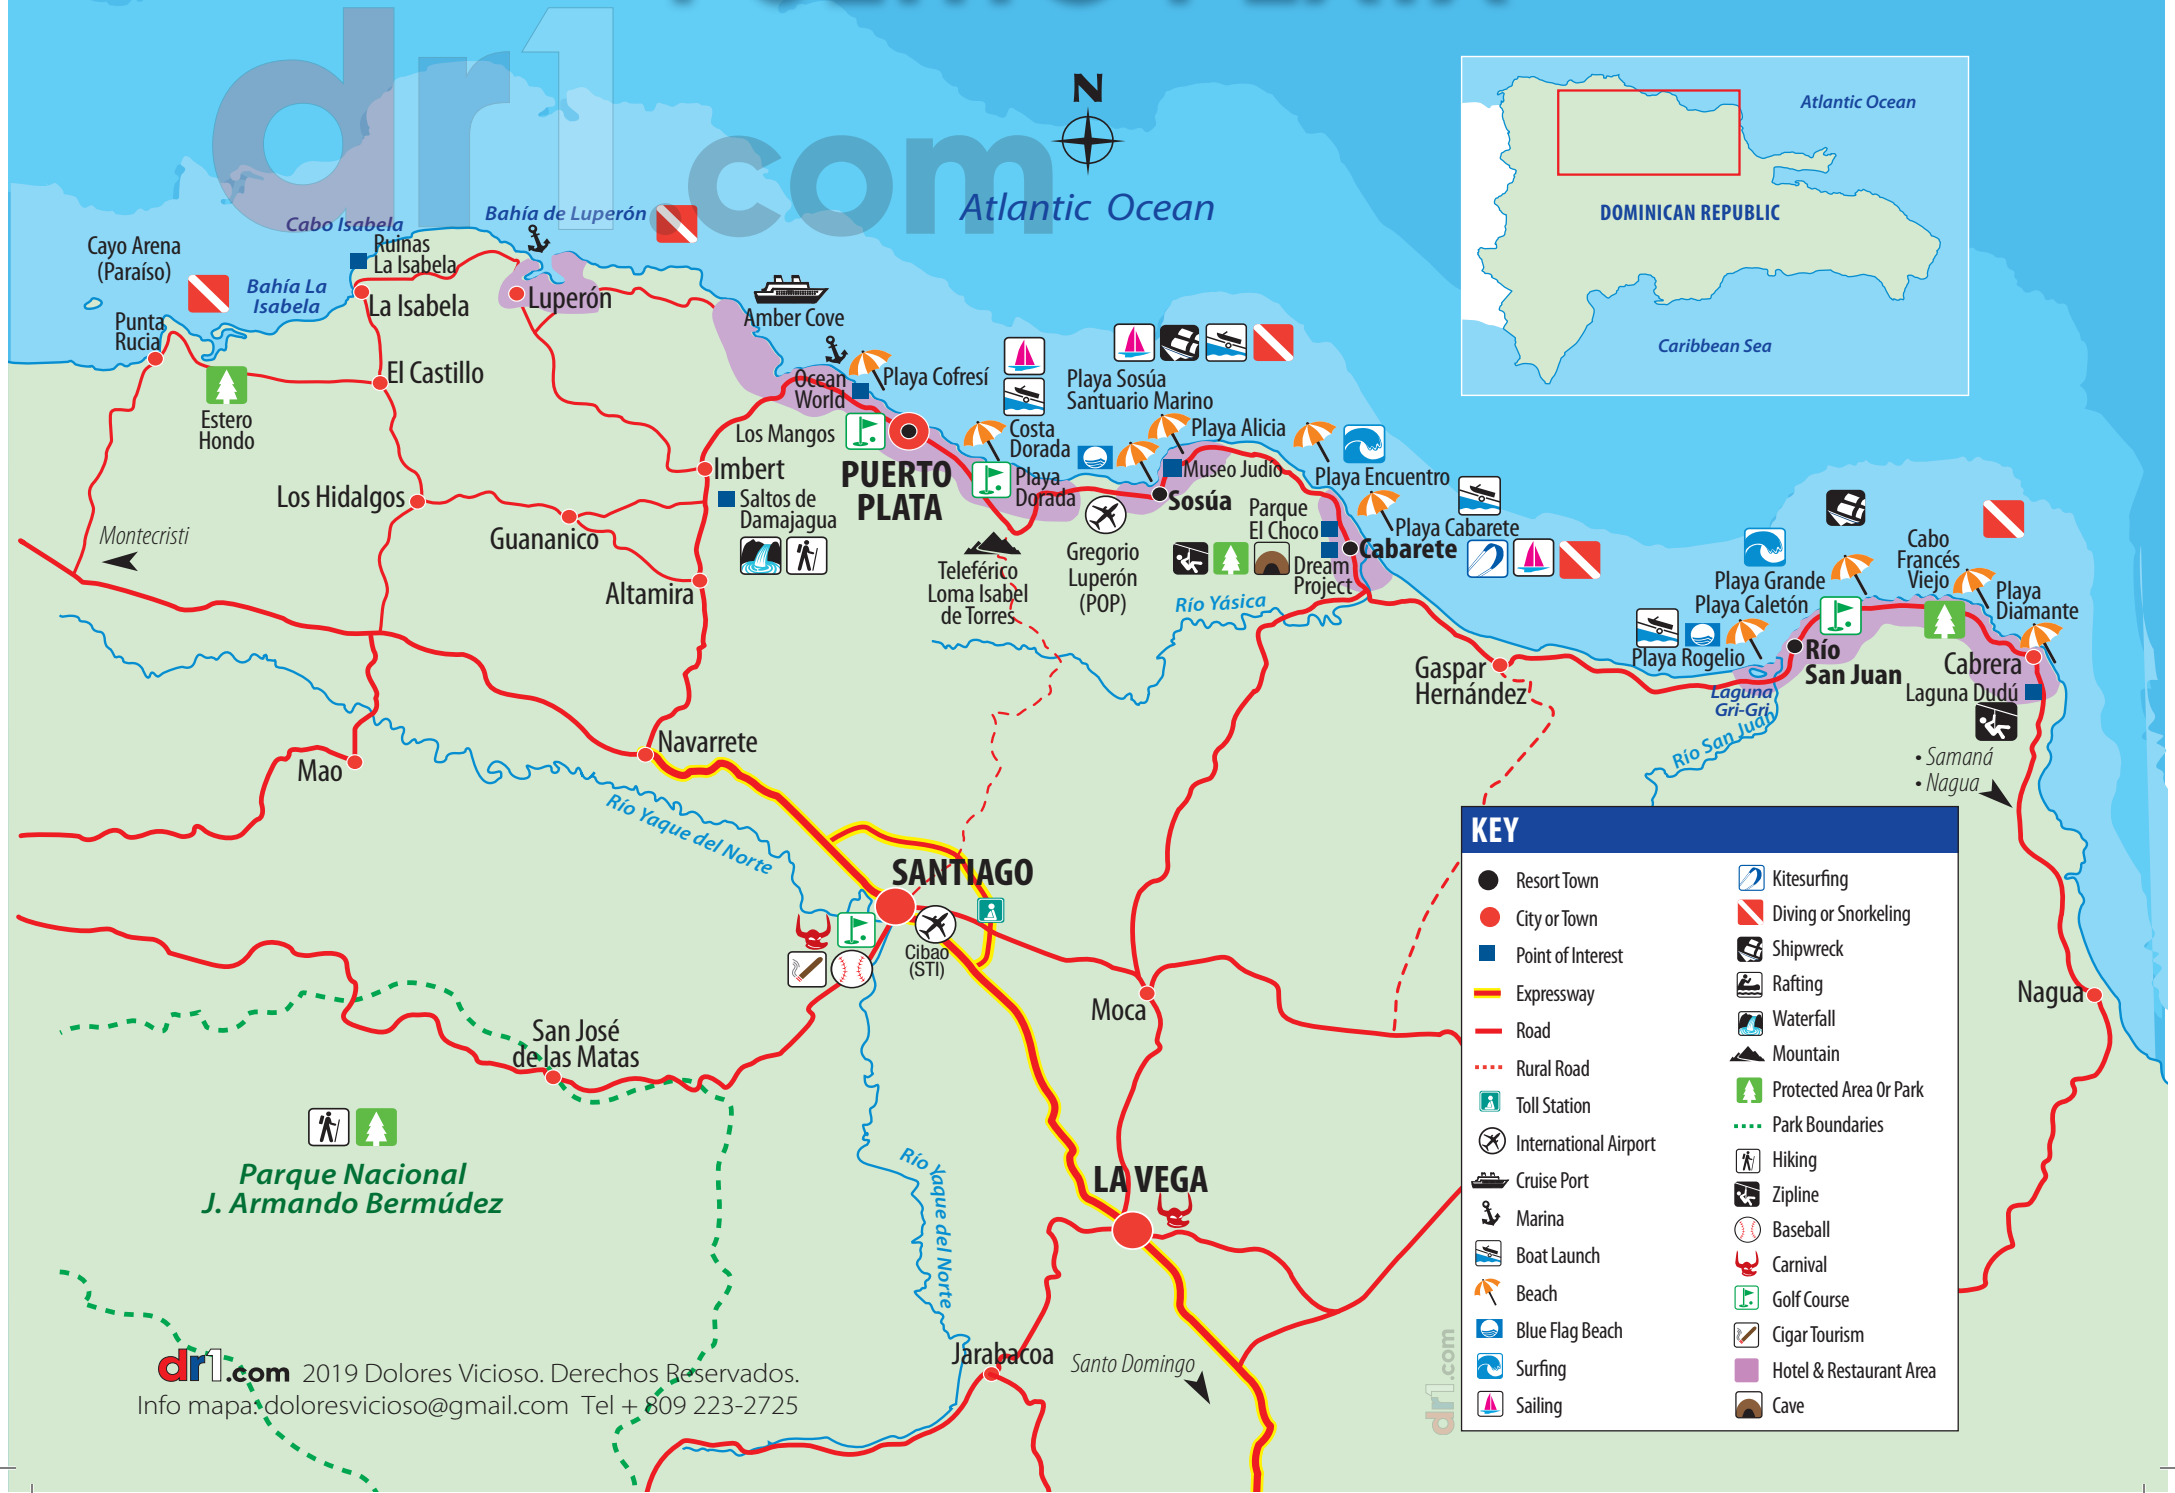 dr1.com
N
Atlantic Ocean
Atlantic Ocean
DOMINICAN REPUBLIC
Caribbean Sea
Cayo Arena
(Paraíso)
Cabo Isabela
Bahía de Luperón
Ruinas
La Isabela
Bahía La
Isabela
La Isabela
Luperón
Punta
Rucia
El Castillo
Estero
Hondo
Los Hidalgos
Guananico
Montecristi
Amber Cove
Ocean
World
Playa Cofresí
Los Mangos
PUERTO
PLATA
Imbert
Saltos de
Damajagua
Altamira
Costa
Dorada
Playa
Dorada
Playa Sosúa
Santuario Marino
Playa Alicia
Museo Judío
Sosúa
Gregorio
Luperón
(POP)
Teleférico
Loma Isabel
de Torres
Playa Encuentro
Parque
El Choco
Playa Cabarete
Cabarete
Dream
Project
Río Yásica
Gaspar
Hernández
Playa Grande
Playa Caletón
Playa Rogelio
Río
San Juan
Laguna
Gri-Gri
Río San Juan
Cabo
Francés
Viejo
Playa
Diamante
Cabrera
Laguna Dudú
• Samaná
• Nagua
Nagua
Mao
Navarrete
Río Yaque del Norte
SANTIAGO
Cibao
(STI)
Moca
San José
de las Matas
Parque Nacional
J. Armando Bermúdez
Río Yaque del Norte
LA VEGA
Jarabacoa
Santo Domingo
KEY
Resort Town
City or Town
Point of Interest
Expressway
Road
Rural Road
Toll Station
International Airport
Cruise Port
Marina
Boat Launch
Beach
Blue Flag Beach
Surfing
Sailing
Kitesurfing
Diving or Snorkeling
Shipwreck
Rafting
Waterfall
Mountain
Protected Area Or Park
Park Boundaries
Hiking
Zipline
Baseball
Carnival
Golf Course
Cigar Tourism
Hotel & Restaurant Area
Cave
dr1.com
dr1.com 2019 Dolores Vicioso. Derechos Reservados.
Info mapa: doloresvicioso@gmail.com Tel + 809 223-2725